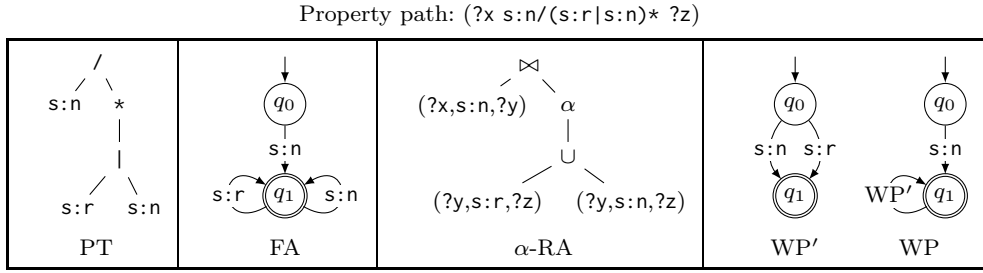 Property path: (?x s:n/(s:r|s:n)* ?z)
/
s:n *
|
s:r s:n
PT
q0
s:n
s:r q1 s:n
FA
⋈
(?x,s:n,?y) α
∪
(?y,s:r,?z) (?y,s:n,?z)
α-RA
q0
s:n s:r
q1
WP′
q0
s:n
WP′ q1
WP